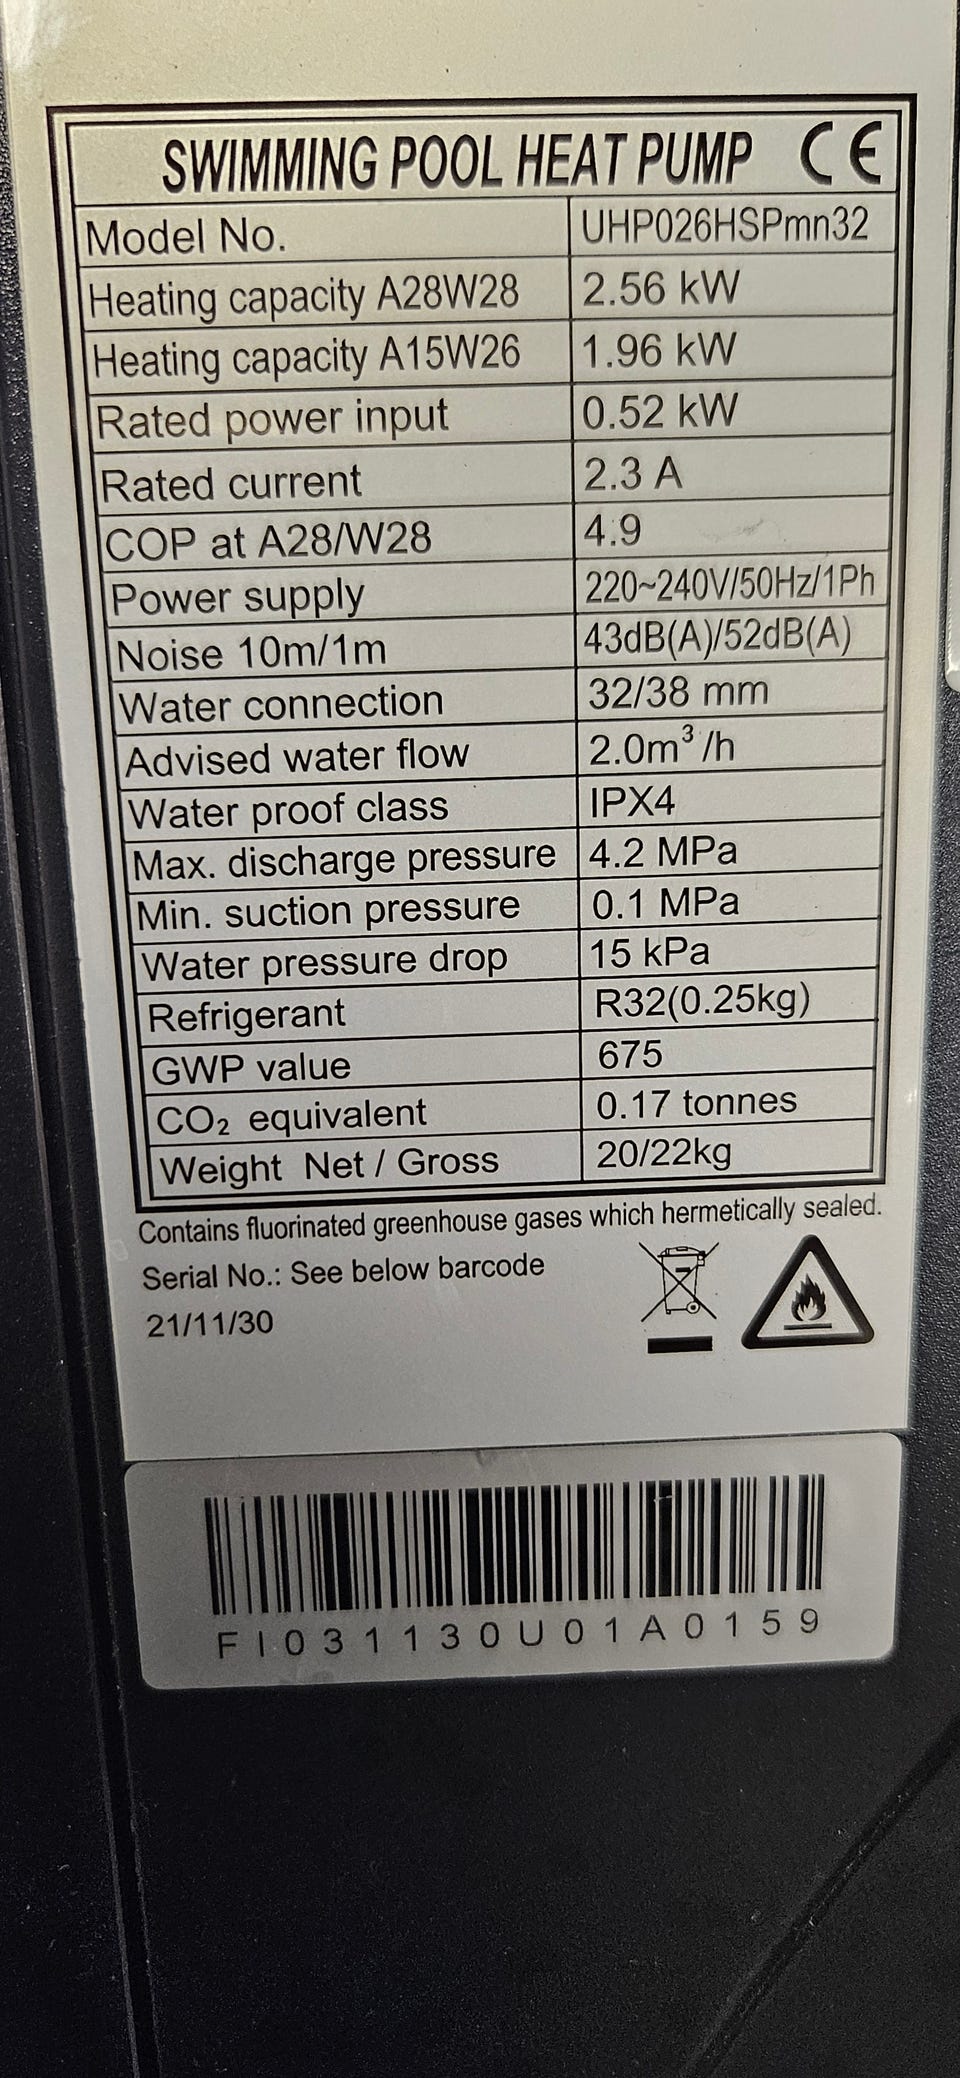 SWIMMING POOL HEAT PUMP CE
Model No. UHP026HSPmn32
Heating capacity A28W28 2.56 kW
Heating capacity A15W26 1.96 kW
Rated power input 0.52 kW
Rated current 2.3 A
COP at A28/W28 4.9
Power supply 220~240V/50Hz/1Ph
Noise 10m/1m 43dB(A)/52dB(A)
Water connection 32/38 mm
Advised water flow 2.0m³/h
Water proof class IPX4
Max. discharge pressure 4.2 MPa
Min. suction pressure 0.1 MPa
Water pressure drop 15 kPa
Refrigerant R32(0.25kg)
GWP value 675
CO₂ equivalent 0.17 tonnes
Weight Net / Gross 20/22kg
Contains fluorinated greenhouse gases which hermetically sealed.
Serial No.: See below barcode
21/11/30
FI031130U01A0159